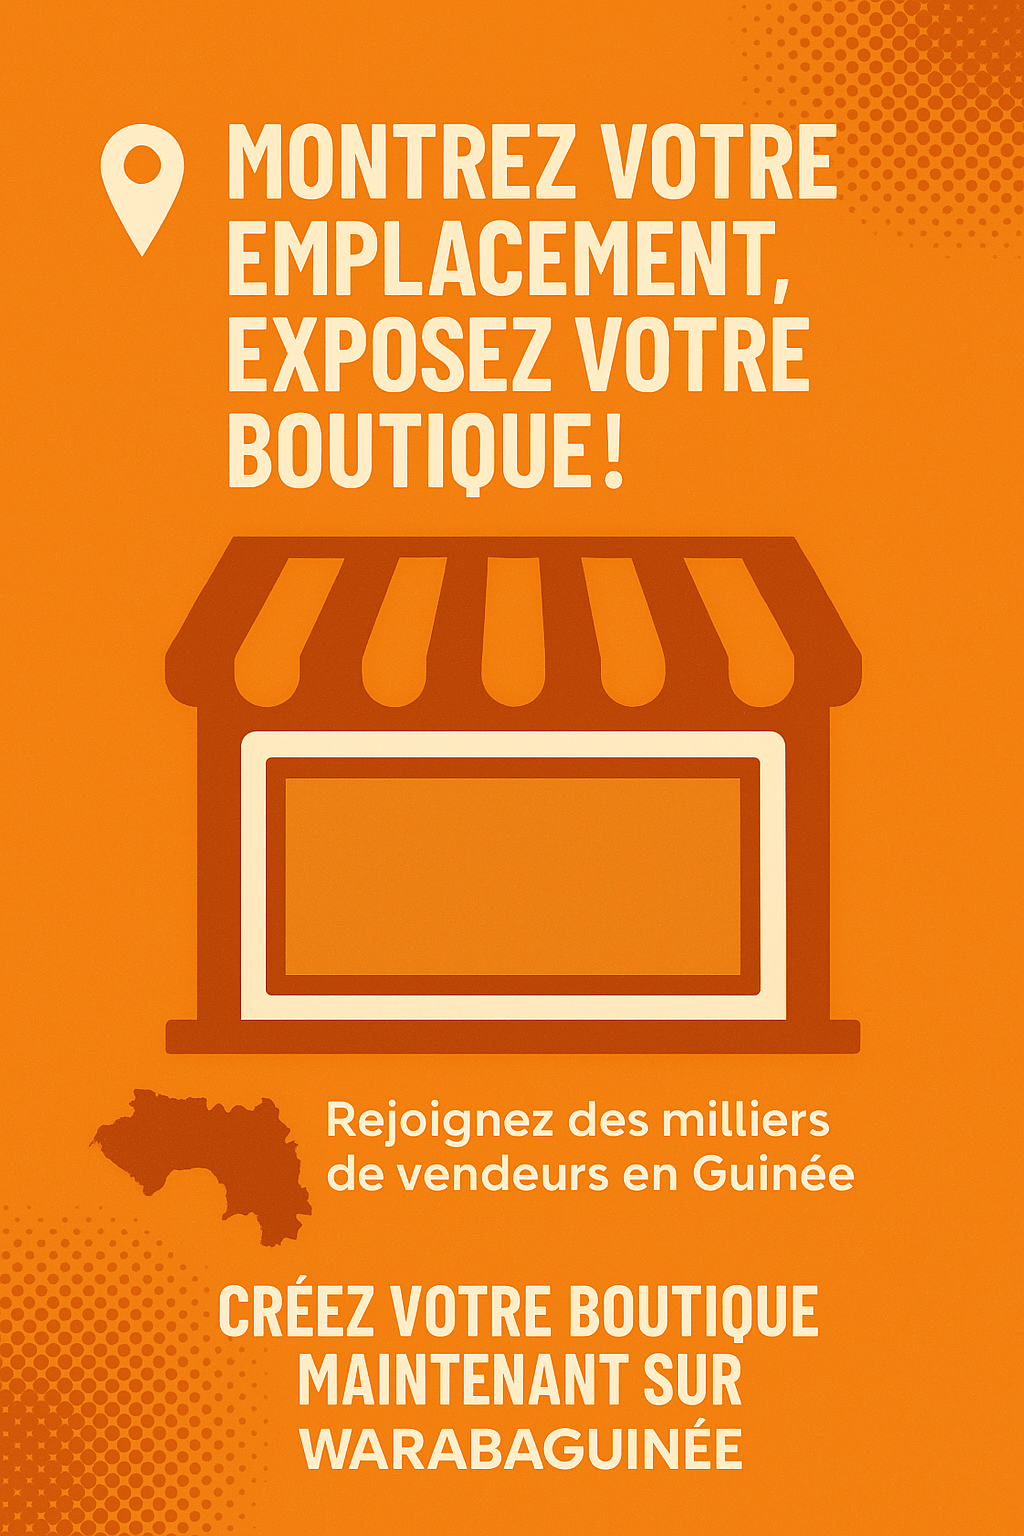 MONTREZ VOTRE
EMPLACEMENT,
EXPOSEZ VOTRE
BOUTIQUE !
Rejoignez des milliers
de vendeurs en Guinée
CRÉEZ VOTRE BOUTIQUE
MAINTENANT SUR
WARABAGUINÉE